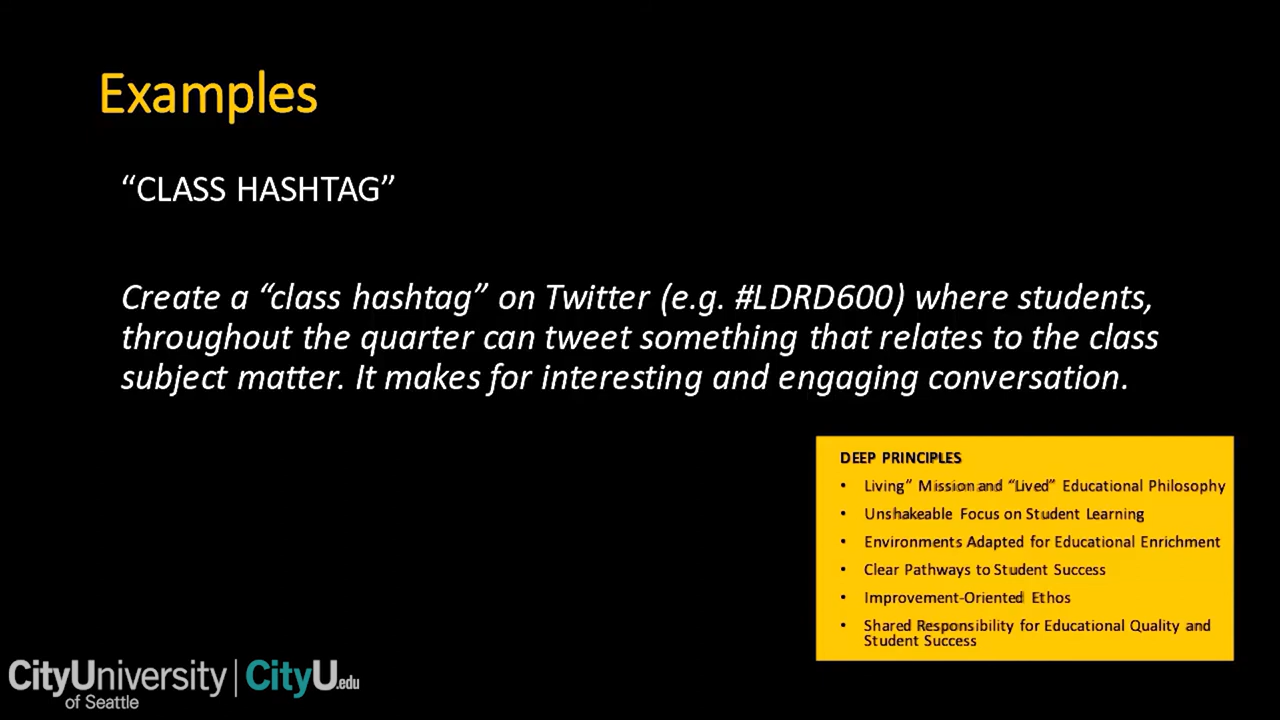 Examples
“CLASS HASHTAG”
Create a “class hashtag” on Twitter (e.g. #LDRD600) where students,
throughout the quarter can tweet something that relates to the class
subject matter. It makes for interesting and engaging conversation.
DEEP PRINCIPLES
• Living” Mission and “Lived” Educational Philosophy
• Unshakeable Focus on Student Learning
• Environments Adapted for Educational Enrichment
• Clear Pathways to Student Success
• Improvement-Oriented Ethos
• Shared Responsibility for Educational Quality and
Student Success
CityUniversity | CityU.edu
of Seattle